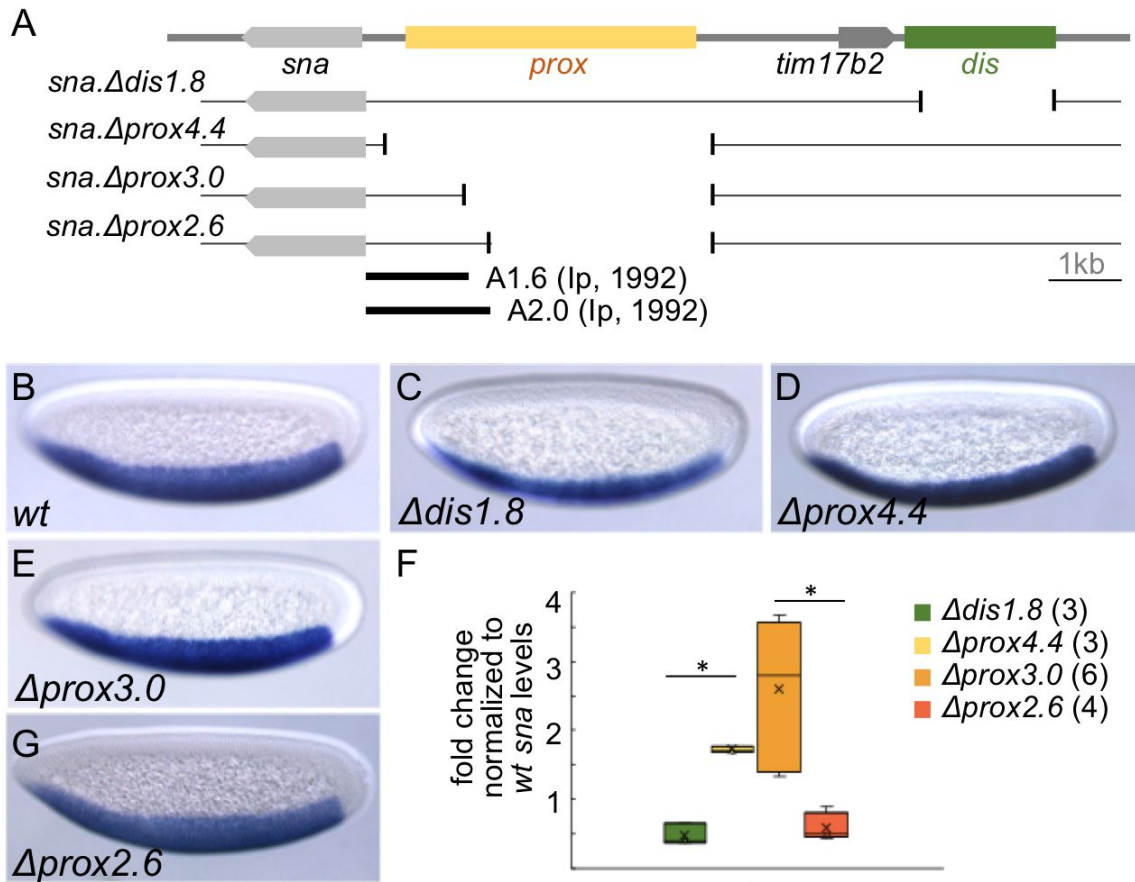 A
sna
prox
tim17b2
dis
sna.Δdis1.8
sna.Δprox4.4
sna.Δprox3.0
sna.Δprox2.6
1kb
A1.6 (Ip, 1992)
A2.0 (Ip, 1992)
B
wt
C
Δdis1.8
D
Δprox4.4
E
Δprox3.0
F
fold change
normalized to
wt sna levels
4
3
2
1
*
*
Δdis1.8 (3)
Δprox4.4 (3)
Δprox3.0 (6)
Δprox2.6 (4)
G
Δprox2.6